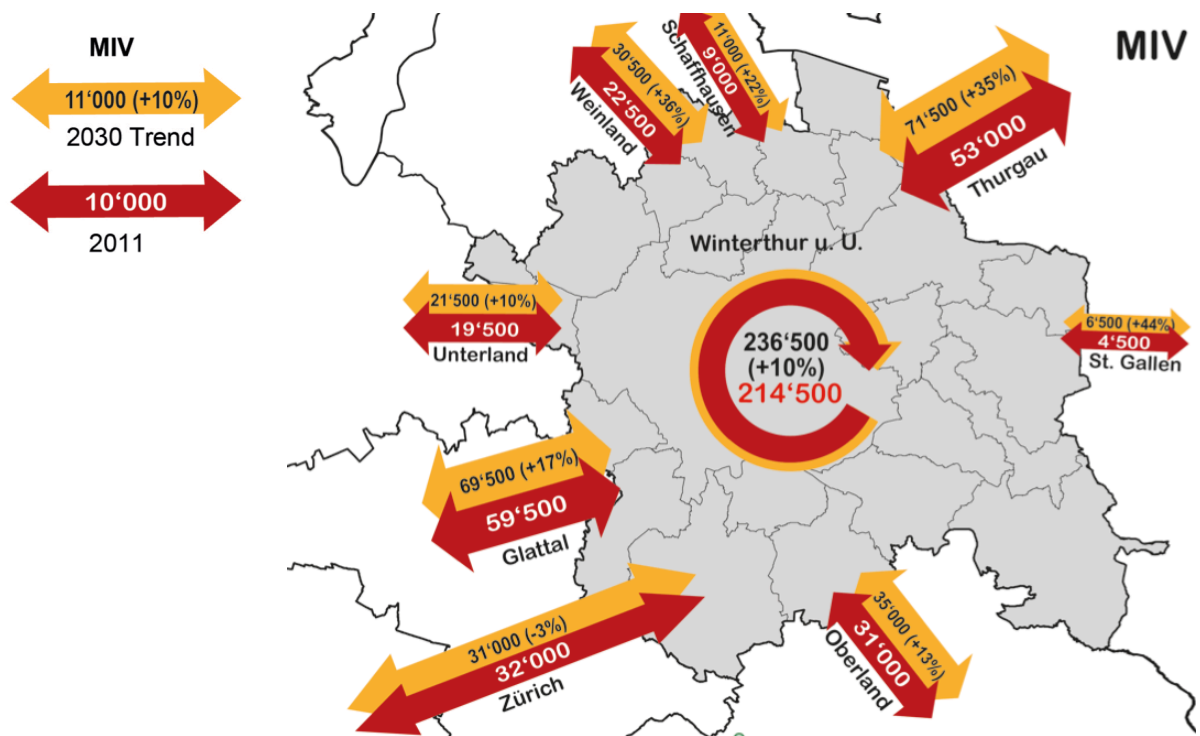 MIV
11‘000 (+10%)
2030 Trend
10‘000
2011
MIV
30‘500 (+36%)
22‘500
Weinland
11‘000 (+22%)
9‘000
Schaffhausen
71‘500 (+35%)
53‘000
Thurgau
Winterthur u. U.
236‘500
(+10%)
214‘500
21‘500 (+10%)
19‘500
Unterland
6‘500 (+44%)
4‘500
St. Gallen
69‘500 (+17%)
59‘500
Glattal
31‘000 (-3%)
32‘000
Zürich
35‘000 (+13%)
31‘000
Oberland